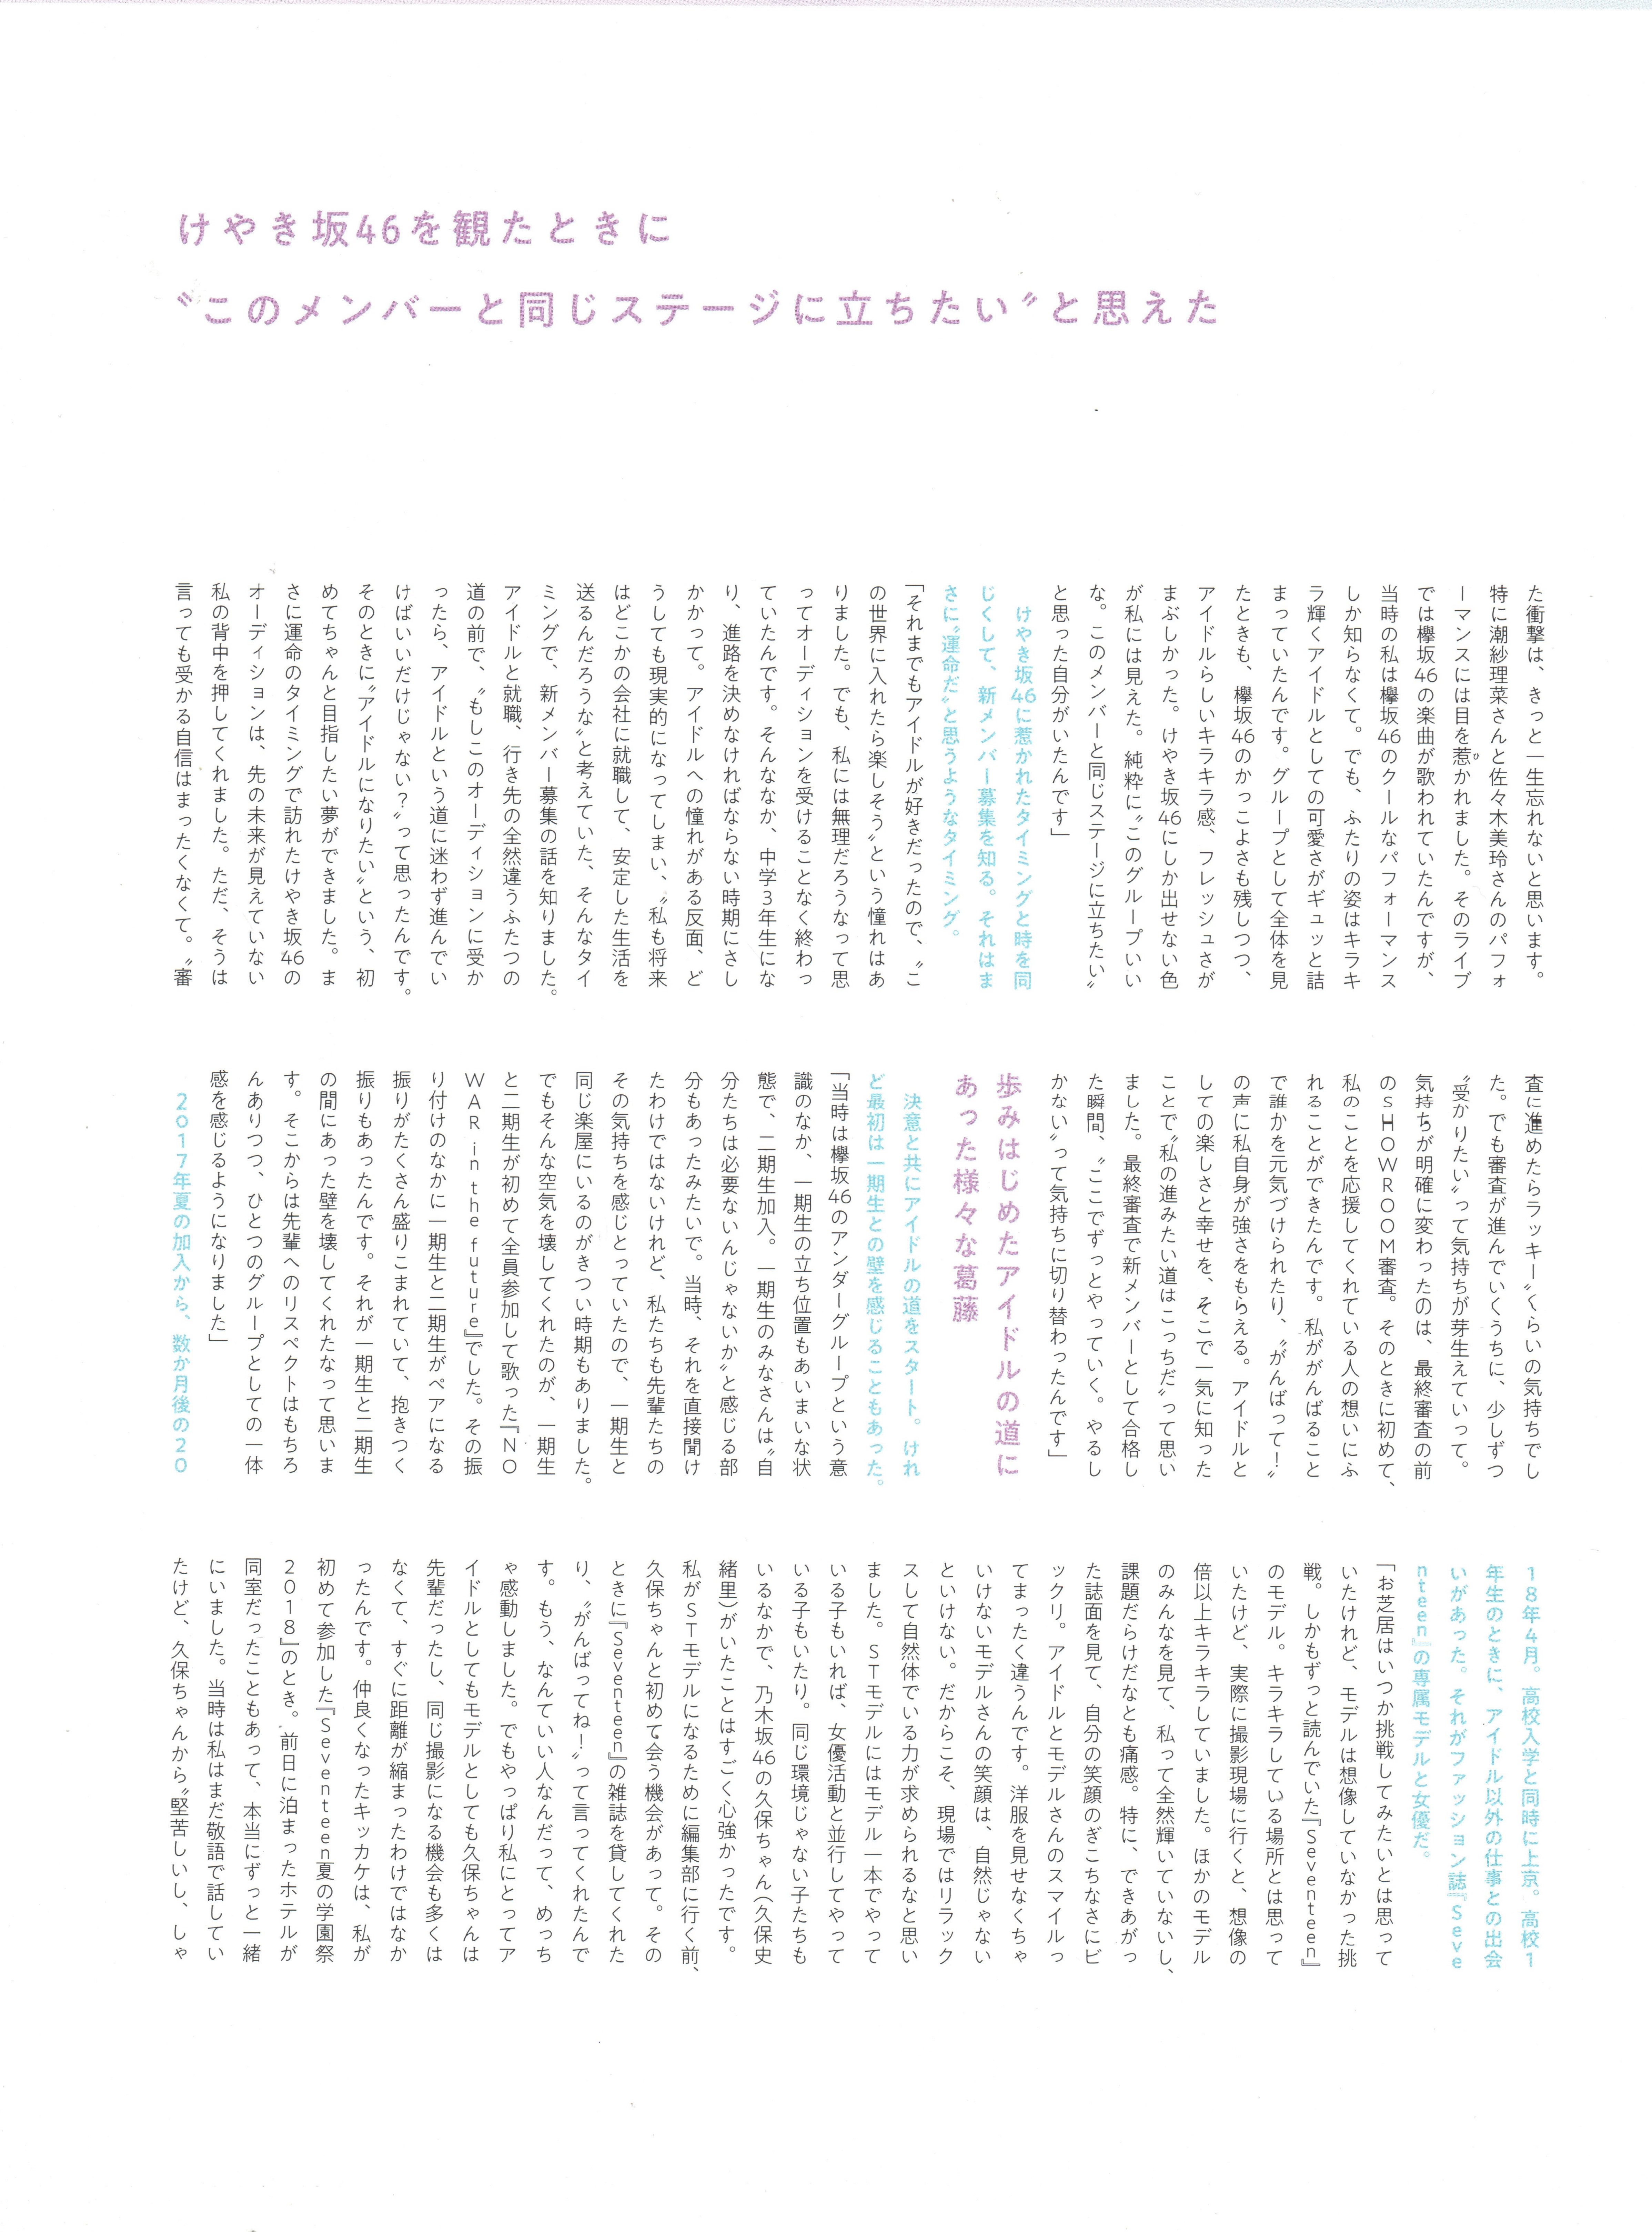 けやき坂46を観たときに
〝このメンバーと同じステージに立ちたい〟と思えた
た衝撃は、きっと一生忘れないと思います。
特に潮紗理菜さんと佐々木美玲さんのパフォ
ーマンスには目を惹かれました。そのライブ
では欅坂46の楽曲が歌われていたんですが、
当時の私は欅坂46のクールなパフォーマンス
しか知らなくて。でも、ふたりの姿はキラキ
ラ輝くアイドルとしての可愛さがギュッと詰
まっていたんです。グループとして全体を見
たときも、欅坂46のかっこよさも残しつつ、
アイドルらしいキラキラ感、フレッシュさが
まぶしかった。けやき坂46にしか出せない色
が私には見えた。純粋に〝このグループいい
な。このメンバーと同じステージに立ちたい〟
と思った自分がいたんです」
けやき坂46に惹かれたタイミングと時を同
じくして、新メンバー募集を知る。それはま
さに〝運命だ〟と思うようなタイミング。
「それまでもアイドルが好きだったので、〝こ
の世界に入れたら楽しそう〟という憧れはあ
りました。でも、私には無理だろうなって思
ってオーディションを受けることなく終わっ
ていたんです。そんななか、中学3年生にな
り、進路を決めなければならない時期にさし
かかって。アイドルへの憧れがある反面、ど
うしても現実的になってしまい、〝私も将来
はどこかの会社に就職して、安定した生活を
送るんだろうな〟と考えていた、そんなタイ
ミングで、新メンバー募集の話を知りました。
アイドルと就職、行き先の全然違うふたつの
道の前で、〝もしこのオーディションに受か
ったら、アイドルという道に迷わず進んでい
けばいいだけじゃない？〟って思ったんです。
そのときに〝アイドルになりたい〟という、初
めてちゃんと目指したい夢ができました。ま
さに運命のタイミングで訪れたけやき坂46の
オーディションは、先の未来が見えていない
私の背中を押してくれました。ただ、そうは
言っても受かる自信はまったくなくて。〝審
査に進めたらラッキー〟くらいの気持ちでし
た。でも審査が進んでいくうちに、少しずつ
〝受かりたい〟って気持ちが芽生えていって。
気持ちが明確に変わったのは、最終審査の前
のSHOWROOM審査。そのときに初めて、
私のことを応援してくれている人の想いにふ
れることができたんです。私ががんばること
で誰かを元気づけられたり、〝がんばって！〟
の声に私自身が強さをもらえる。アイドルと
しての楽しさと幸せを、そこで一気に知った
ことで〝私の進みたい道はこっちだ〟って思い
ました。最終審査で新メンバーとして合格し
た瞬間、〝ここでずっとやっていく。やるし
かない〟って気持ちに切り替わったんです」
歩みはじめたアイドルの道に
あった様々な葛藤
決意と共にアイドルの道をスタート。けれ
ど最初は一期生との壁を感じることもあった。
「当時は欅坂46のアンダーグループという意
識のなか、一期生の立ち位置もあいまいな状
態で、二期生加入。一期生のみなさんは〝自
分たちは必要ないんじゃないか〟と感じる部
分もあったみたいで。当時、それを直接聞け
たわけではないけれど、私たちも先輩たちの
その気持ちを感じとっていたので、一期生と
同じ楽屋にいるのがきつい時期もありました。
でもそんな空気を壊してくれたのが、一期生
と二期生が初めて全員参加して歌った『NO
WAR in the future』でした。その振
り付けのなかに一期生と二期生がペアになる
振りがたくさん盛りこまれていて、抱きつく
振りもあったんです。それが一期生と二期生
の間にあった壁を壊してくれたなって思いま
す。そこからは先輩へのリスペクトはもちろ
んありつつ、ひとつのグループとしての一体
感を感じるようになりました」
2017年夏の加入から、数か月後の20
18年4月。高校入学と同時に上京。高校1
年生のときに、アイドル以外の仕事との出会
いがあった。それがファッション誌『Seve
nteen』の専属モデルと女優だ。
「お芝居はいつか挑戦してみたいとは思って
いたけれど、モデルは想像していなかった挑
戦。しかもずっと読んでいた『Seventeen』
のモデル。キラキラしている場所とは思って
いたけど、実際に撮影現場に行くと、想像の
倍以上キラキラしていました。ほかのモデル
のみんなを見て、私って全然輝いていないし、
課題だらけだなとも痛感。特に、できあがっ
た誌面を見て、自分の笑顔のぎこちなさにビ
ックリ。アイドルとモデルさんのスマイルっ
てまったく違うんです。洋服を見せなくちゃ
いけないモデルさんの笑顔は、自然じゃない
といけない。だからこそ、現場ではリラック
スして自然体でいる力が求められるなと思い
ました。STモデルにはモデル一本でやって
いる子もいれば、女優活動と並行してやって
いる子もいたり。同じ環境じゃない子たちも
いるなかで、乃木坂46の久保ちゃん（久保史
緒里）がいたことはすごく心強かったです。
私がSTモデルになるために編集部に行く前、
久保ちゃんと初めて会う機会があって。その
ときに『Seventeen』の雑誌を貸してくれた
り、〝がんばってね！〟って言ってくれたんで
す。もう、なんていい人なんだって、めっち
ゃ感動しました。でもやっぱり私にとってア
イドルとしてもモデルとしても久保ちゃんは
先輩だったし、同じ撮影になる機会も多くは
なくて、すぐに距離が縮まったわけではなか
ったんです。仲良くなったキッカケは、私が
初めて参加した『Seventeen夏の学園祭
2018』のとき。前日に泊まったホテルが
同室だったこともあって、本当にずっと一緒
にいました。当時は私はまだ敬語で話してい
たけど、久保ちゃんから〝堅苦しいし、しゃ